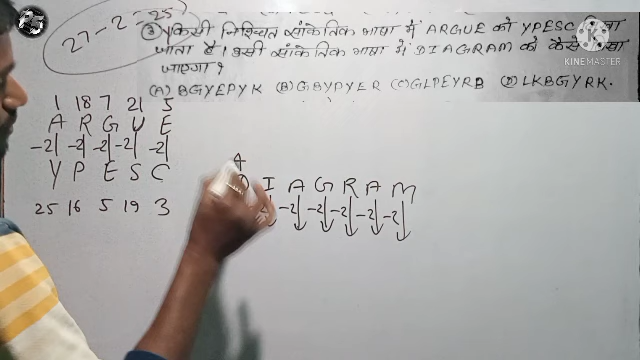 27 - 2 = 25
③ किसी निश्चित सांकेतिक भाषा में ARGUE को YPESC
जाता है। उसी सांकेतिक भाषा में DIAGRAM को कैसे
जाएगा ?
(A) BGYEPYK (B) GBYPYER (C) GLPEYRB (D) LKBGYRK.
KINEMASTER
1 18 7 21 5
A R G U E
-2 -2 -2 -2 -2
Y P E S C
25 16 5 19 3
4
I A G R A M
-2 -2 -2 -2 -2